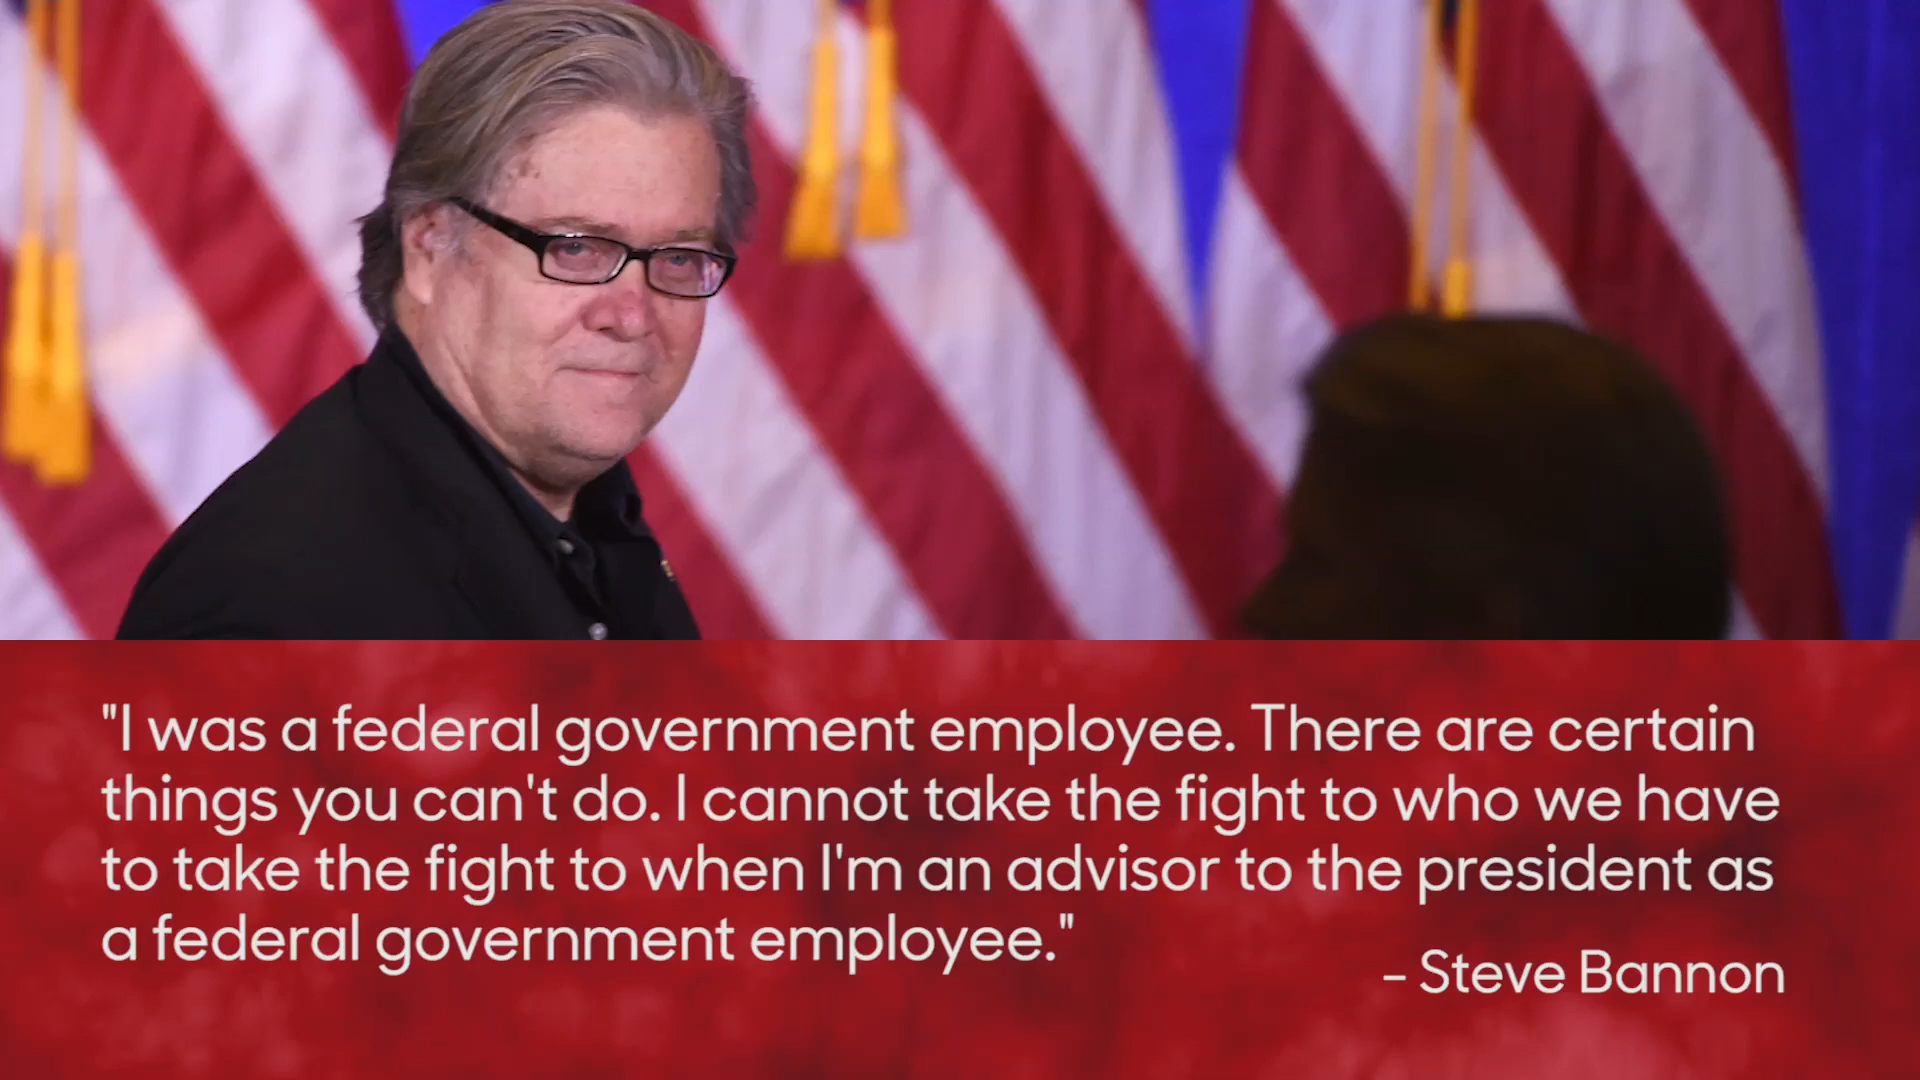 "I was a federal government employee. There are certain
things you can't do. I cannot take the fight to who we have
to take the fight to when I'm an advisor to the president as
a federal government employee."
- Steve Bannon